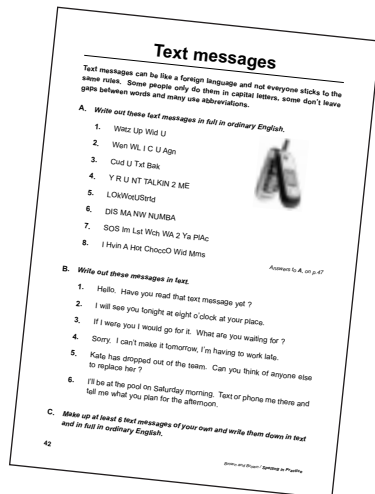 Text messages
Text messages can be like a foreign language and not everyone sticks to the
same rules. Some people only do them in capital letters, some don't leave
gaps between words and many use abbreviations.
A. Write out these text messages in full in ordinary English.
1. Watz Up Wid U
2. Wen WL I C U Agn
3. Cud U Txt Bak
4. Y R U NT TALKIN 2 ME
5. LOkWotUStrtd
6. DIS MA NW NUMBA
7. SOS Im Lst Wch WA 2 Ya PlAc
8. I Hvin A Hot ChoccO Wid Mms
Answers to A, on p.47
B. Write out these messages in text.
1. Hello. Have you read that text message yet ?
2. I will see you tonight at eight o'clock at your place.
3. If I were you I would go for it. What are you waiting for ?
4. Sorry. I can't make it tomorrow, I'm having to work late.
5. Kate has dropped out of the team. Can you think of anyone else
to replace her ?
6. I'll be at the pool on Saturday morning. Text or phone me there and
tell me what you plan for the afternoon.
C. Make up at least 6 text messages of your own and write them down in text
and in full in ordinary English.
42
and Brown / Spelling in Practice